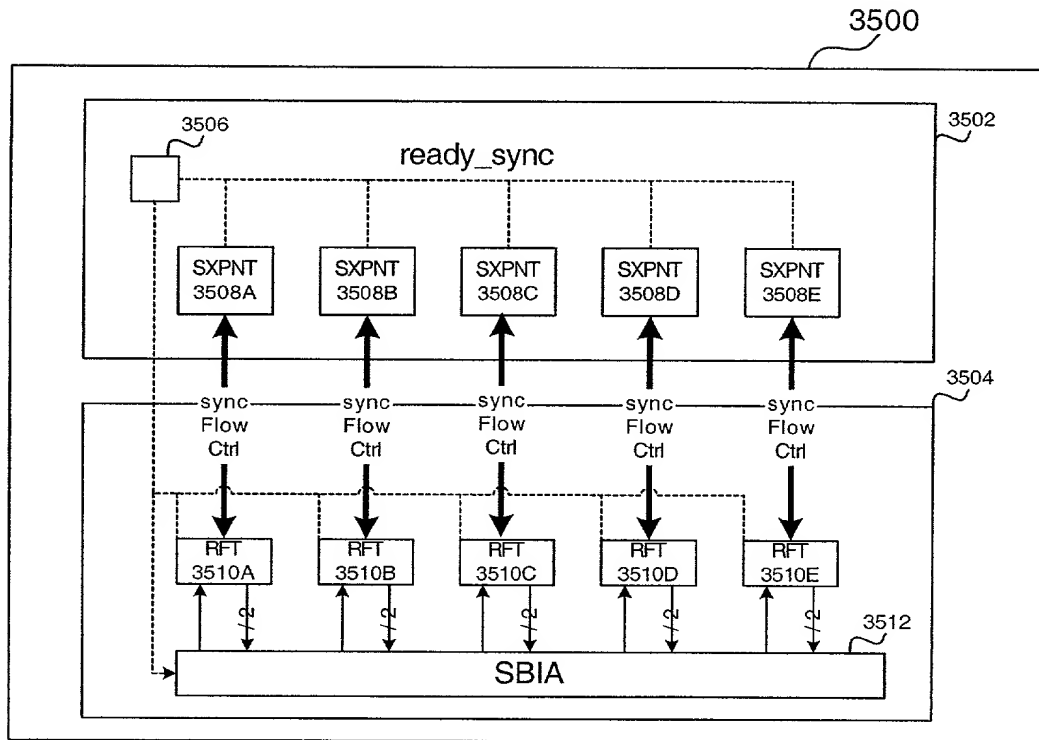 3500
3502
3506
ready_sync
SXPNT
3508A
SXPNT
3508B
SXPNT
3508C
SXPNT
3508D
SXPNT
3508E
3504
sync
Flow
Ctrl
sync
Flow
Ctrl
sync
Flow
Ctrl
sync
Flow
Ctrl
sync
Flow
Ctrl
RFT
3510A
RFT
3510B
RFT
3510C
RFT
3510D
RFT
3510E
/2
/2
/2
/2
/2
3512
SBIA